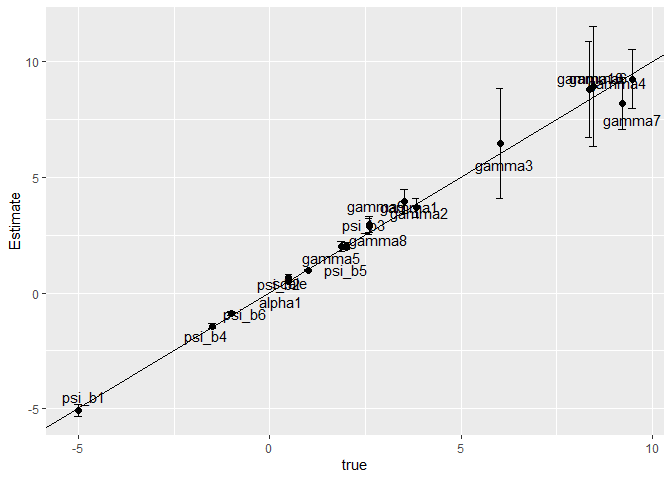 10
5
0
-5
Estimate
gamma4
gamma7
gamma3
gamma1
gamma2
psi_b3
gamma8
gamma5
psi_b5
alpha1
psi_b6
psi_b4
psi_b1
-5
0
5
10
true